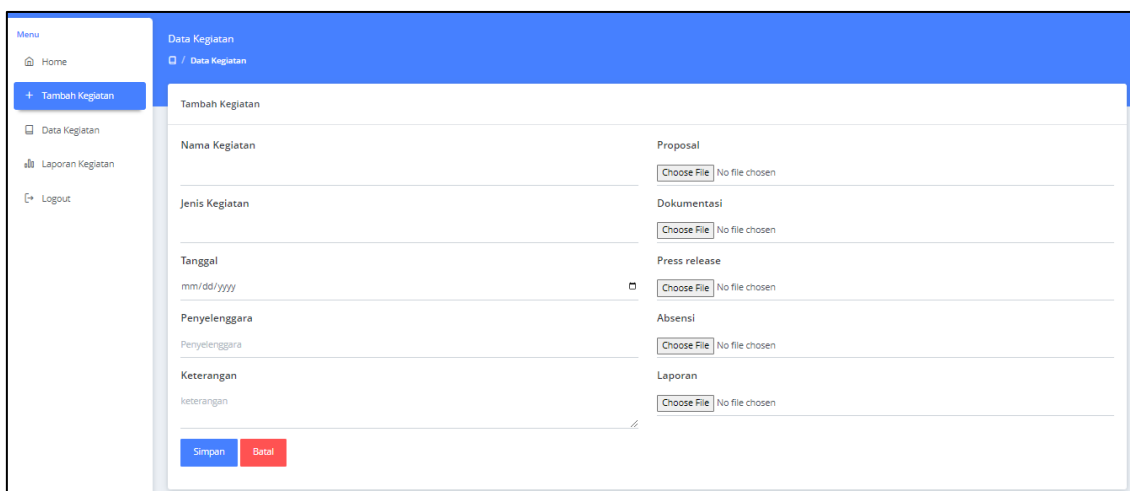 Menu
Home
+ Tambah Kegiatan
Data Kegiatan
Laporan Kegiatan
Logout
Data Kegiatan
/ Data Kegiatan
Tambah Kegiatan
Nama Kegiatan
Jenis Kegiatan
Tanggal
mm/dd/yyyy
Penyelenggara
Penyelenggara
Keterangan
keterangan
Simpan Batal
Proposal
Choose File No file chosen
Dokumentasi
Choose File No file chosen
Press release
Choose File No file chosen
Absensi
Choose File No file chosen
Laporan
Choose File No file chosen